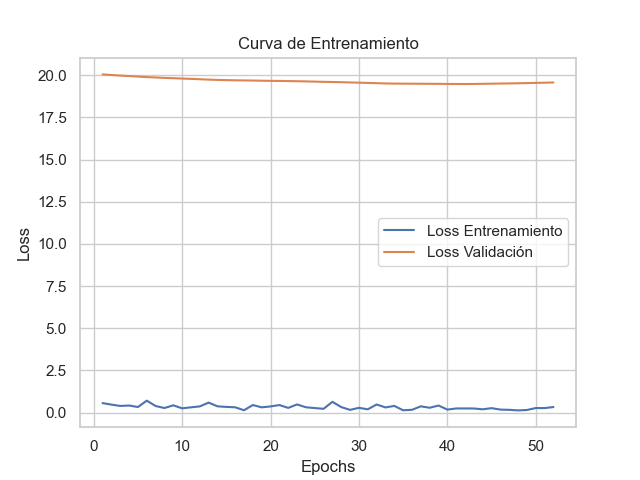 Curva de Entrenamiento
20.0
17.5
15.0
12.5
10.0
7.5
5.0
2.5
0.0
Loss
Loss Entrenamiento
Loss Validación
0 10 20 30 40 50
Epochs